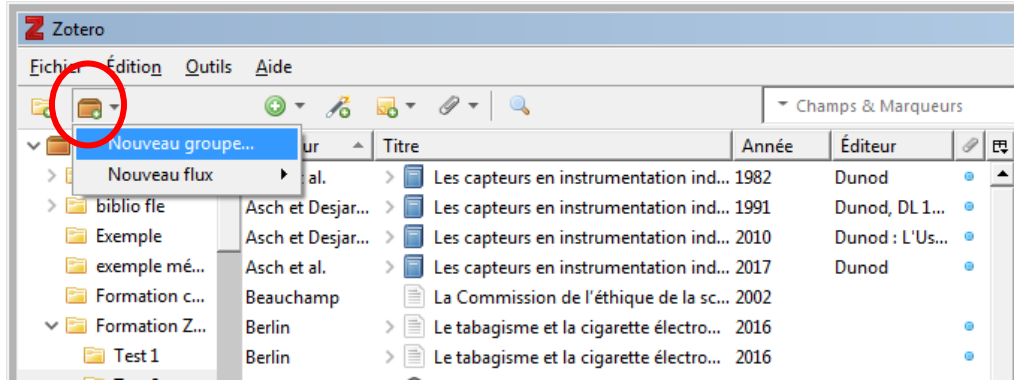 Zotero
Fichier Édition Outils Aide
Champs & Marqueurs
Nouveau groupe...
Nouveau flux
ur Titre Année Éditeur
al. Les capteurs en instrumentation ind... 1982 Dunod
biblio fle Asch et Desjar... Les capteurs en instrumentation ind... 1991 Dunod, DL 1...
Exemple Asch et Desjar... Les capteurs en instrumentation ind... 2010 Dunod : L'Us...
exemple mé... Asch et al. Les capteurs en instrumentation ind... 2017 Dunod
Formation c... Beauchamp La Commission de l'éthique de la sc... 2002
Formation Z... Berlin Le tabagisme et la cigarette électro... 2016
Test 1 Berlin Le tabagisme et la cigarette électro... 2016